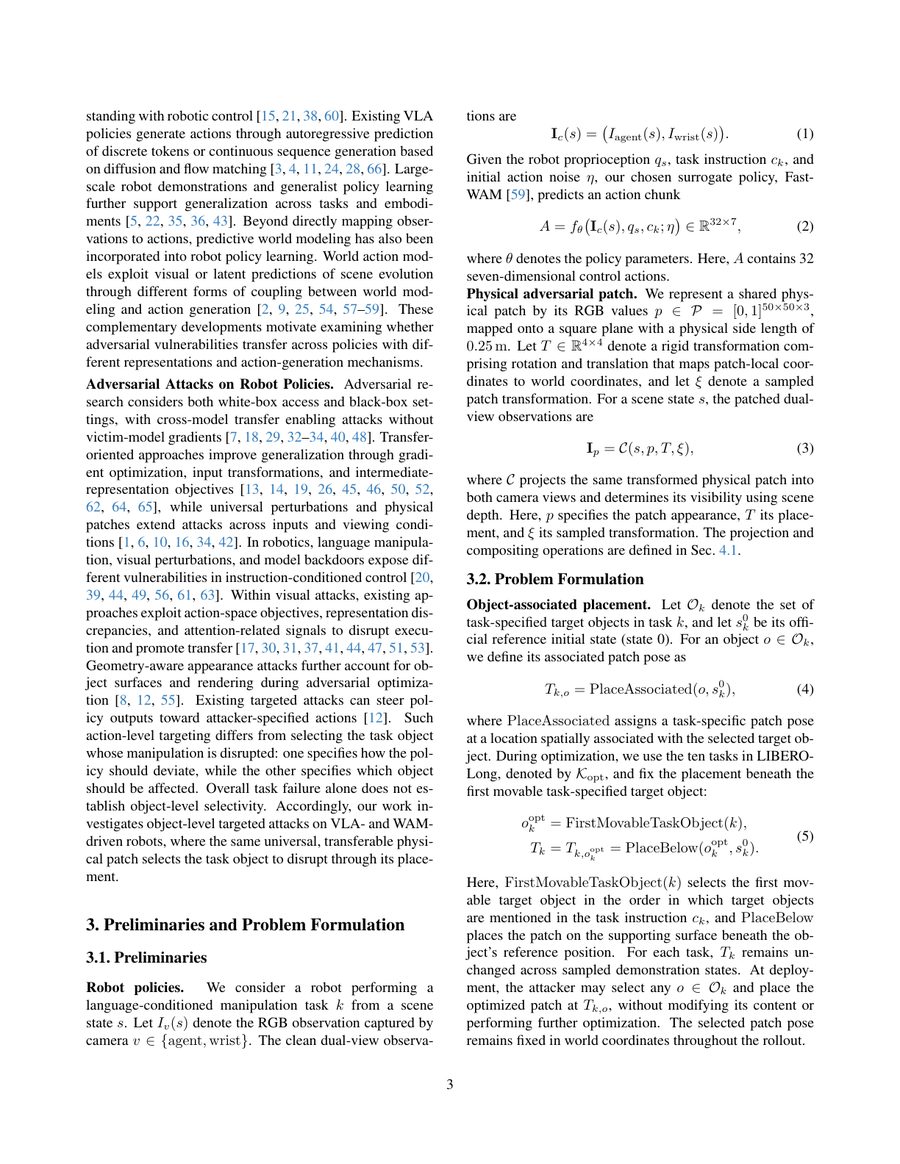 standing with robotic control [15, 21, 38, 60]. Existing VLA
policies generate actions through autoregressive prediction
of discrete tokens or continuous sequence generation based
on diffusion and flow matching [3, 4, 11, 24, 28, 66]. Large-
scale robot demonstrations and generalist policy learning
further support generalization across tasks and embodi-
ments [5, 22, 35, 36, 43]. Beyond directly mapping obser-
vations to actions, predictive world modeling has also been
incorporated into robot policy learning. World action mod-
els exploit visual or latent predictions of scene evolution
through different forms of coupling between world mod-
eling and action generation [2, 9, 25, 54, 57–59]. These
complementary developments motivate examining whether
adversarial vulnerabilities transfer across policies with dif-
ferent representations and action-generation mechanisms.
Adversarial Attacks on Robot Policies. Adversarial re-
search considers both white-box access and black-box set-
tings, with cross-model transfer enabling attacks without
victim-model gradients [7, 18, 29, 32–34, 40, 48]. Transfer-
oriented approaches improve generalization through gradi-
ent optimization, input transformations, and intermediate-
representation objectives [13, 14, 19, 26, 45, 46, 50, 52,
62, 64, 65], while universal perturbations and physical
patches extend attacks across inputs and viewing condi-
tions [1, 6, 10, 16, 34, 42]. In robotics, language manipula-
tion, visual perturbations, and model backdoors expose dif-
ferent vulnerabilities in instruction-conditioned control [20,
39, 44, 49, 56, 61, 63]. Within visual attacks, existing ap-
proaches exploit action-space objectives, representation dis-
crepancies, and attention-related signals to disrupt execu-
tion and promote transfer [17, 30, 31, 37, 41, 44, 47, 51, 53].
Geometry-aware appearance attacks further account for ob-
ject surfaces and rendering during adversarial optimiza-
tion [8, 12, 55]. Existing targeted attacks can steer pol-
icy outputs toward attacker-specified actions [12]. Such
action-level targeting differs from selecting the task object
whose manipulation is disrupted: one specifies how the pol-
icy should deviate, while the other specifies which object
should be affected. Overall task failure alone does not es-
tablish object-level selectivity. Accordingly, our work in-
vestigates object-level targeted attacks on VLA- and WAM-
driven robots, where the same universal, transferable physi-
cal patch selects the task object to disrupt through its place-
ment.
3. Preliminaries and Problem Formulation
3.1. Preliminaries
Robot policies. We consider a robot performing a
language-conditioned manipulation task k from a scene
state s. Let I_v(s) denote the RGB observation captured by
camera v ∈ {agent, wrist}. The clean dual-view observa-
tions are
I_c(s) = (I_agent(s), I_wrist(s)). (1)
Given the robot proprioception q_s, task instruction c_k, and
initial action noise η, our chosen surrogate policy, Fast-
WAM [59], predicts an action chunk
A = f_θ(I_c(s), q_s, c_k; η) ∈ ℝ^{32×7}, (2)
where θ denotes the policy parameters. Here, A contains 32
seven-dimensional control actions.
Physical adversarial patch. We represent a shared phys-
ical patch by its RGB values p ∈ 𝒫 = [0, 1]^{50×50×3},
mapped onto a square plane with a physical side length of
0.25 m. Let T ∈ ℝ^{4×4} denote a rigid transformation com-
prising rotation and translation that maps patch-local coor-
dinates to world coordinates, and let ξ denote a sampled
patch transformation. For a scene state s, the patched dual-
view observations are
I_p = 𝒞(s, p, T, ξ), (3)
where 𝒞 projects the same transformed physical patch into
both camera views and determines its visibility using scene
depth. Here, p specifies the patch appearance, T its place-
ment, and ξ its sampled transformation. The projection and
compositing operations are defined in Sec. 4.1.
3.2. Problem Formulation
Object-associated placement. Let 𝒪_k denote the set of
task-specified target objects in task k, and let s_k^0 be its offi-
cial reference initial state (state 0). For an object o ∈ 𝒪_k,
we define its associated patch pose as
T_{k,o} = PlaceAssociated(o, s_k^0), (4)
where PlaceAssociated assigns a task-specific patch pose
at a location spatially associated with the selected target ob-
ject. During optimization, we use the ten tasks in LIBERO-
Long, denoted by 𝒦_opt, and fix the placement beneath the
first movable task-specified target object:
o_k^opt = FirstMovableTaskObject(k),
T_k = T_{k,o_k^opt} = PlaceBelow(o_k^opt, s_k^0). (5)
Here, FirstMovableTaskObject(k) selects the first mov-
able target object in the order in which target objects
are mentioned in the task instruction c_k, and PlaceBelow
places the patch on the supporting surface beneath the ob-
ject's reference position. For each task, T_k remains un-
changed across sampled demonstration states. At deploy-
ment, the attacker may select any o ∈ 𝒪_k and place the
optimized patch at T_{k,o}, without modifying its content or
performing further optimization. The selected patch pose
remains fixed in world coordinates throughout the rollout.
3